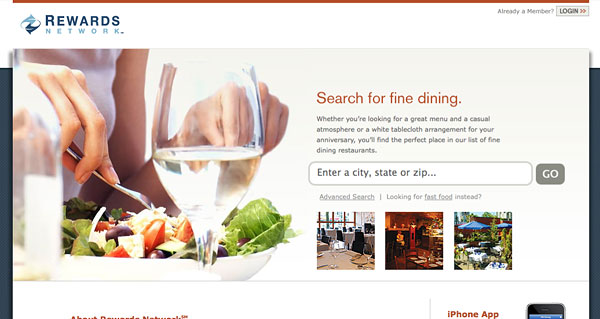 Already a Member? LOGIN >>
REWARDS
NETWORK
Search for fine dining.
Whether you're looking for a great menu and a casual
atmosphere or a white tablecloth arrangement for your
anniversary, you'll find the perfect place in our list of fine
dining restaurants.
Enter a city, state or zip... GO
Advanced Search | Looking for fast food instead?
About Rewards Network℠
iPhone App